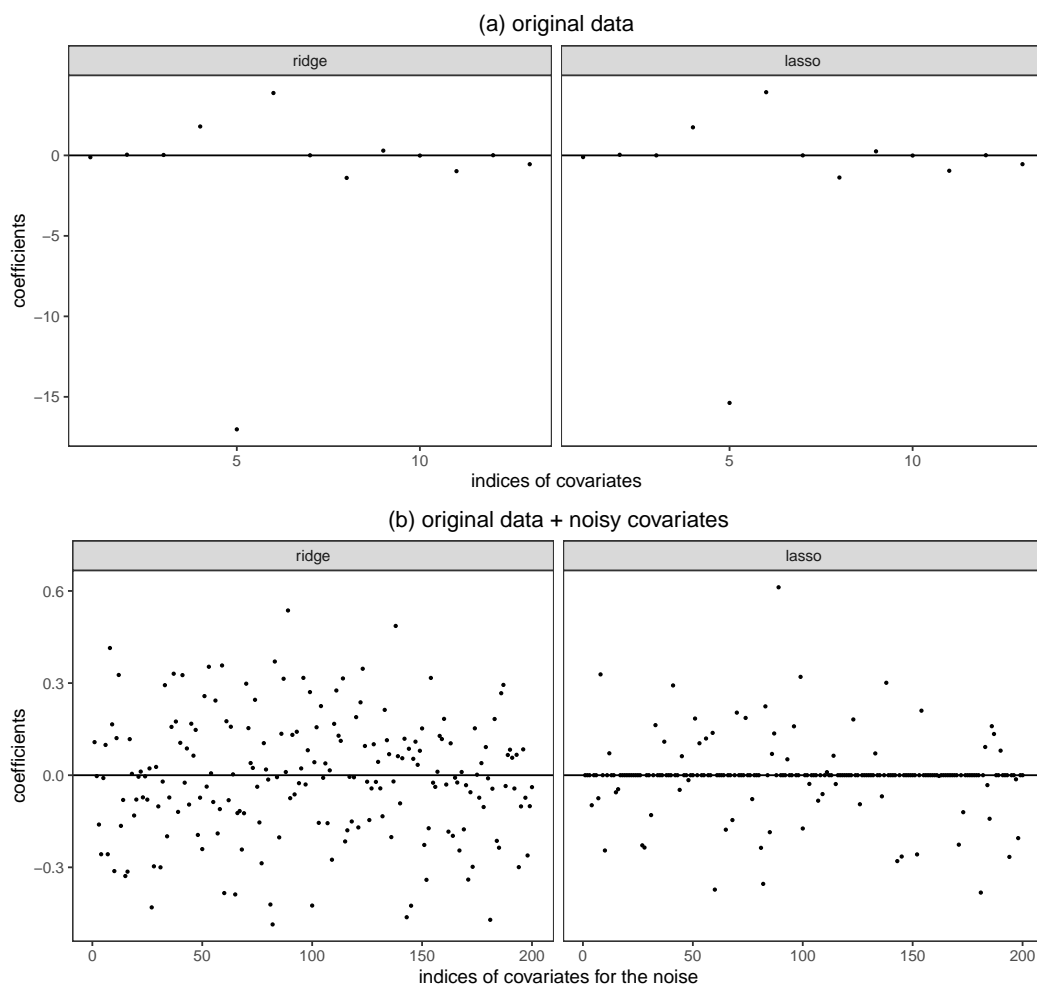 (a) original data
ridge
lasso
0
−5
−10
−15
coefficients
5
10
5
10
indices of covariates
(b) original data + noisy covariates
ridge
lasso
0.6
0.3
0.0
−0.3
coefficients
0
50
100
150
200
0
50
100
150
200
indices of covariates for the noise